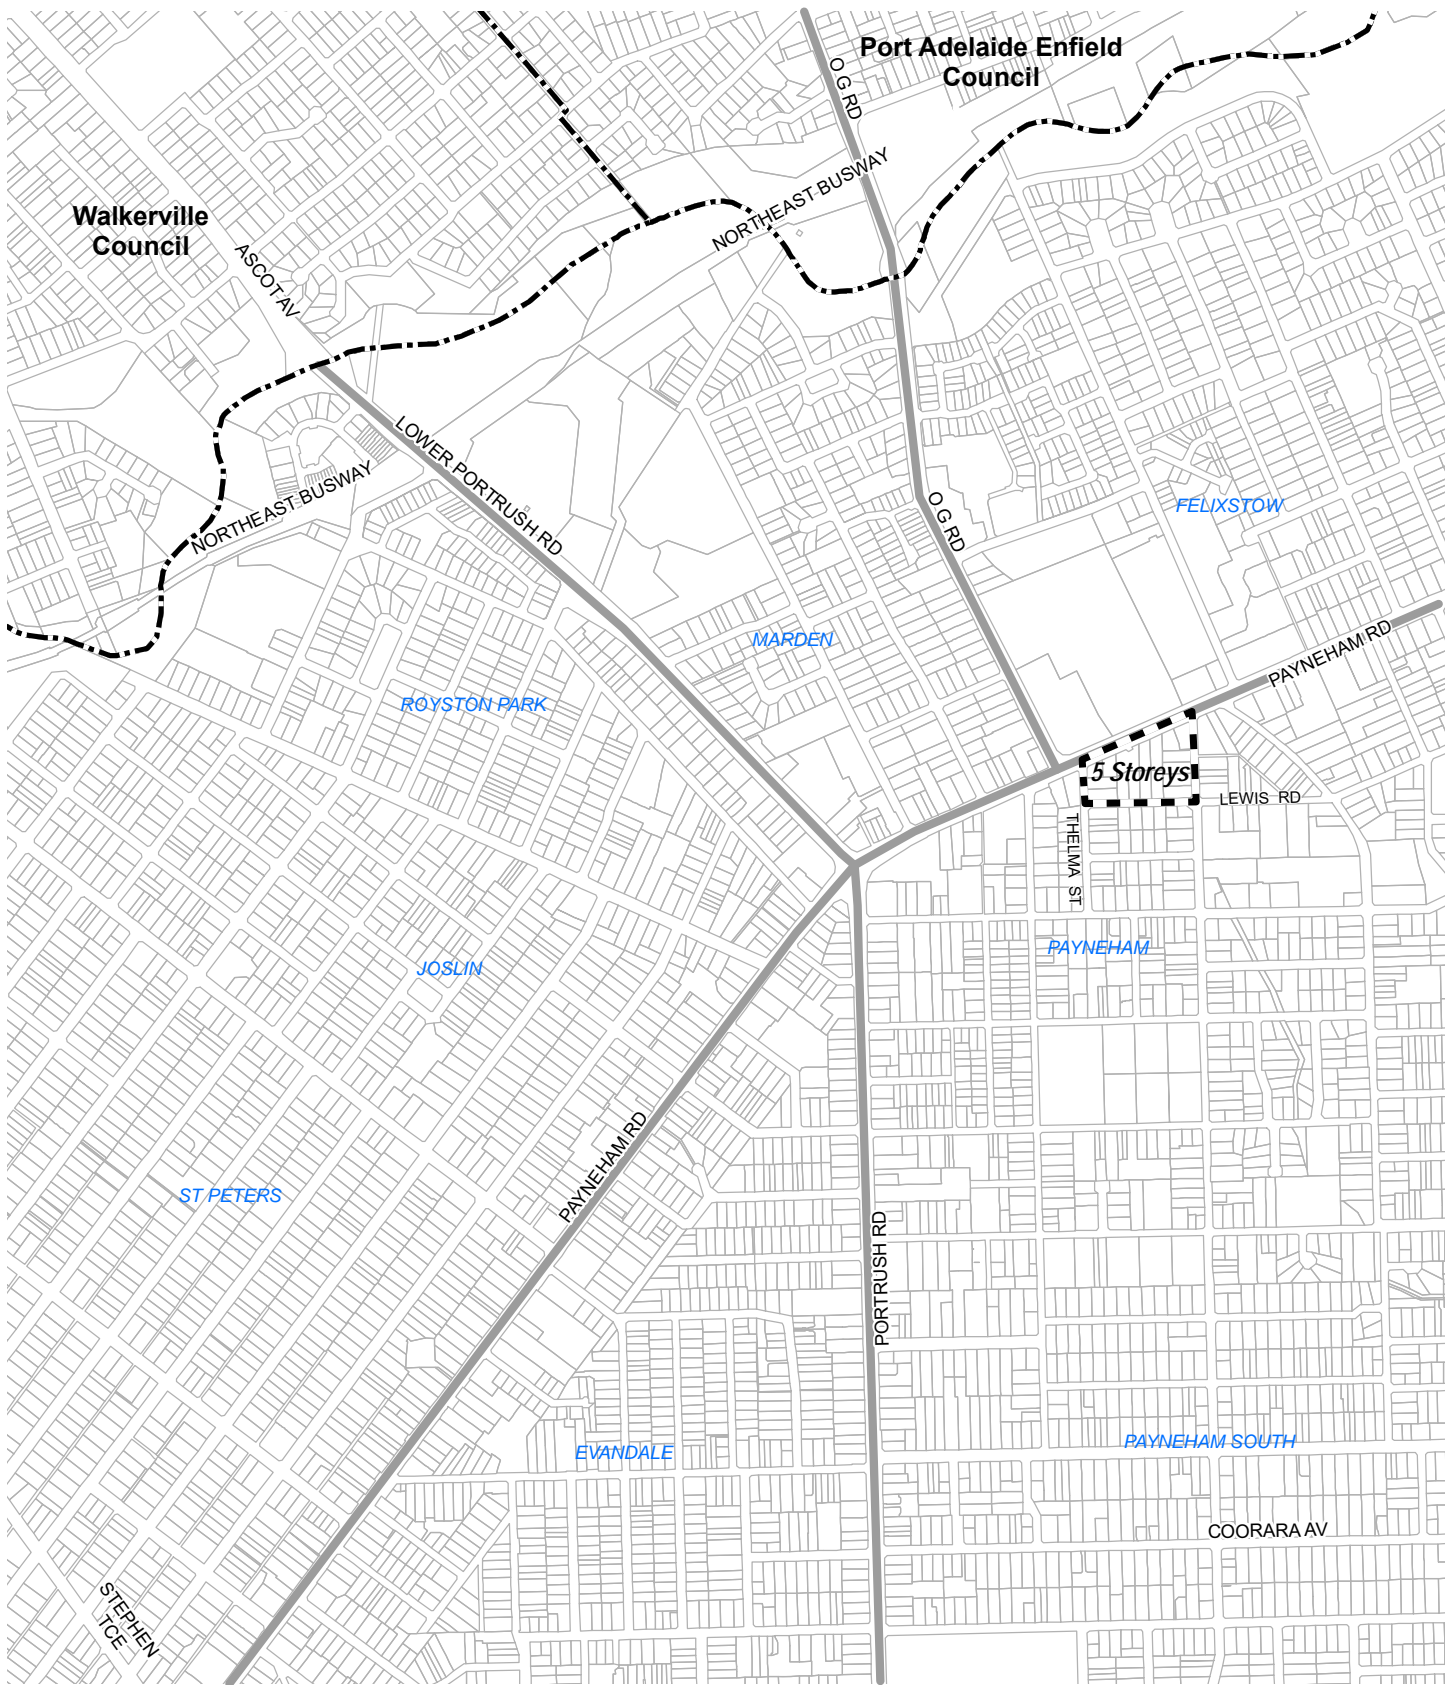 Port Adelaide Enfield
Council
O G RD
NORTHEAST BUSWAY
Walkerville
Council
ASCOT AV
LOWER PORTRUSH RD
NORTHEAST BUSWAY
O G RD
FELIXSTOW
MARDEN
PAYNEHAM RD
ROYSTON PARK
5 Storeys
LEWIS RD
THELMA ST
PAYNEHAM
JOSLIN
PAYNEHAM RD
ST PETERS
PORTRUSH RD
EVANDALE
PAYNEHAM SOUTH
COORARA AV
STEPHEN
TCE